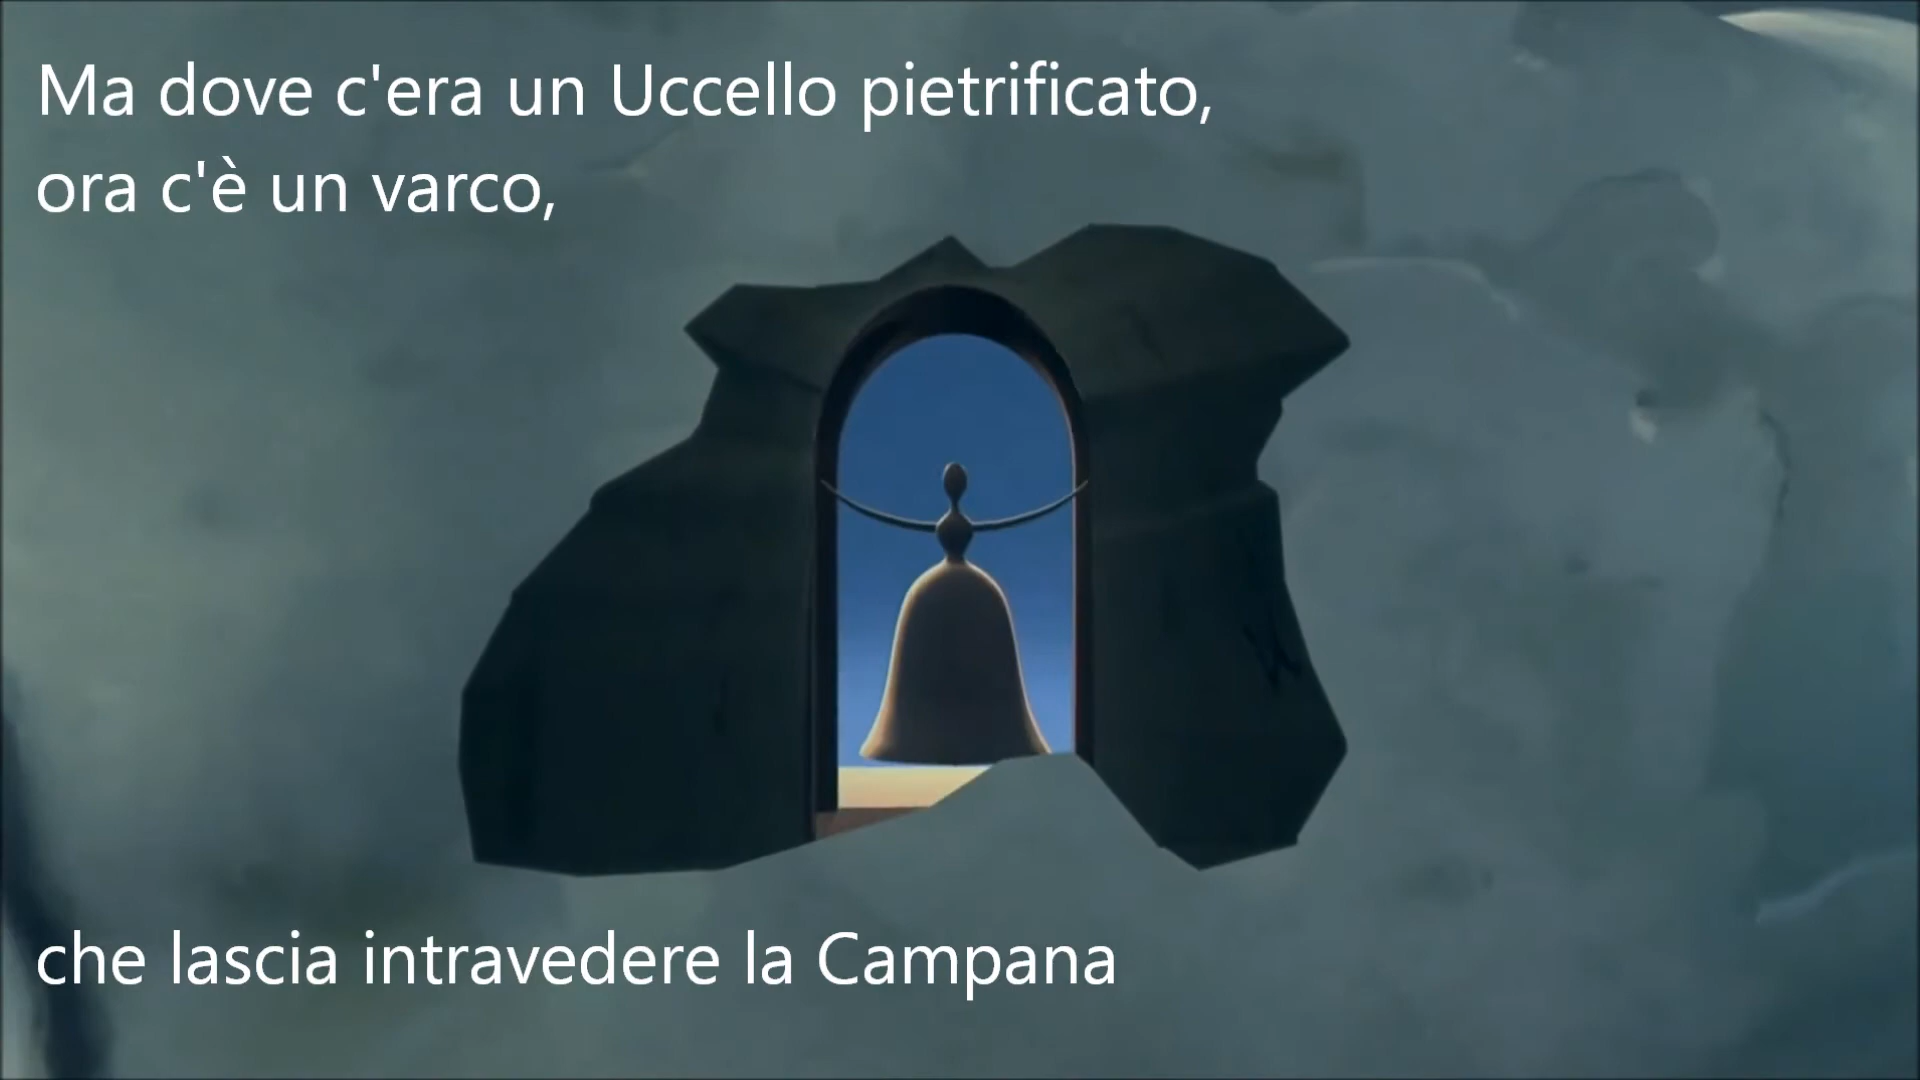 Ma dove c'era un Uccello pietrificato,
ora c'è un varco,
che lascia intravedere la Campana